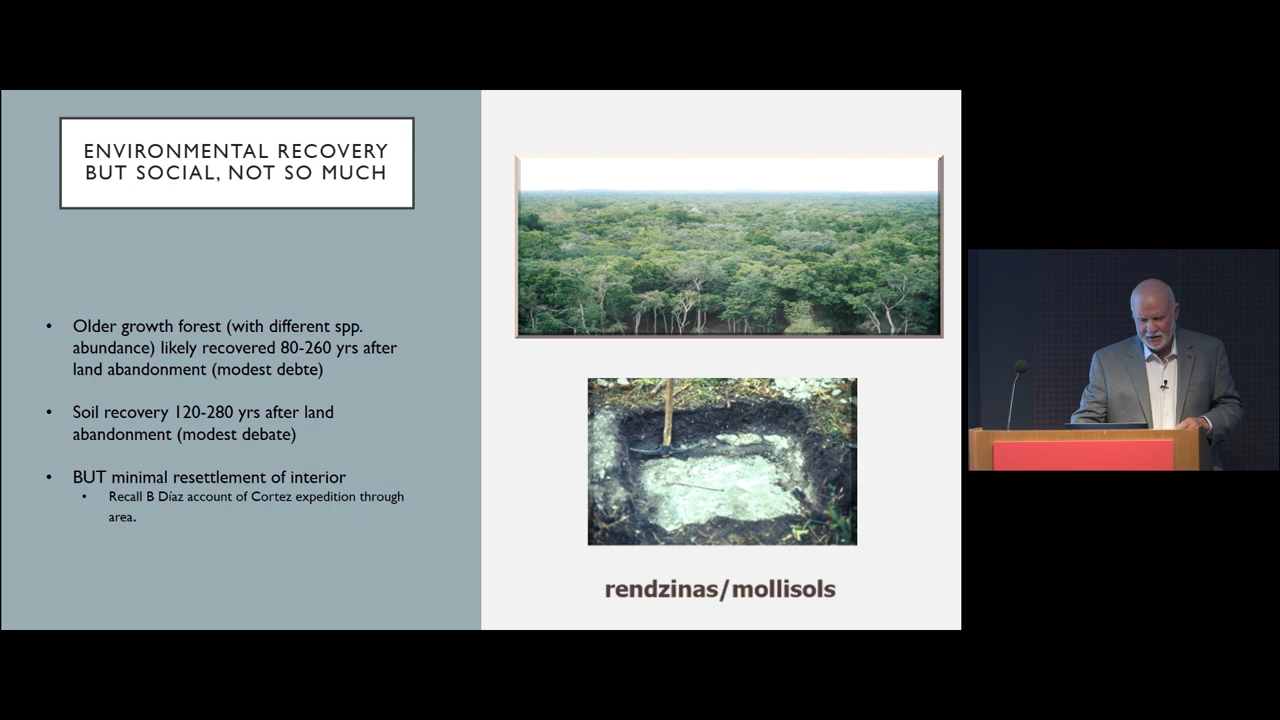 ENVIRONMENTAL RECOVERY
BUT SOCIAL, NOT SO MUCH
• Older growth forest (with different spp.
abundance) likely recovered 80-260 yrs after
land abandonment (modest debte)
• Soil recovery 120-280 yrs after land
abandonment (modest debate)
• BUT minimal resettlement of interior
• Recall B Díaz account of Cortez expedition through
area.
rendzinas/mollisols